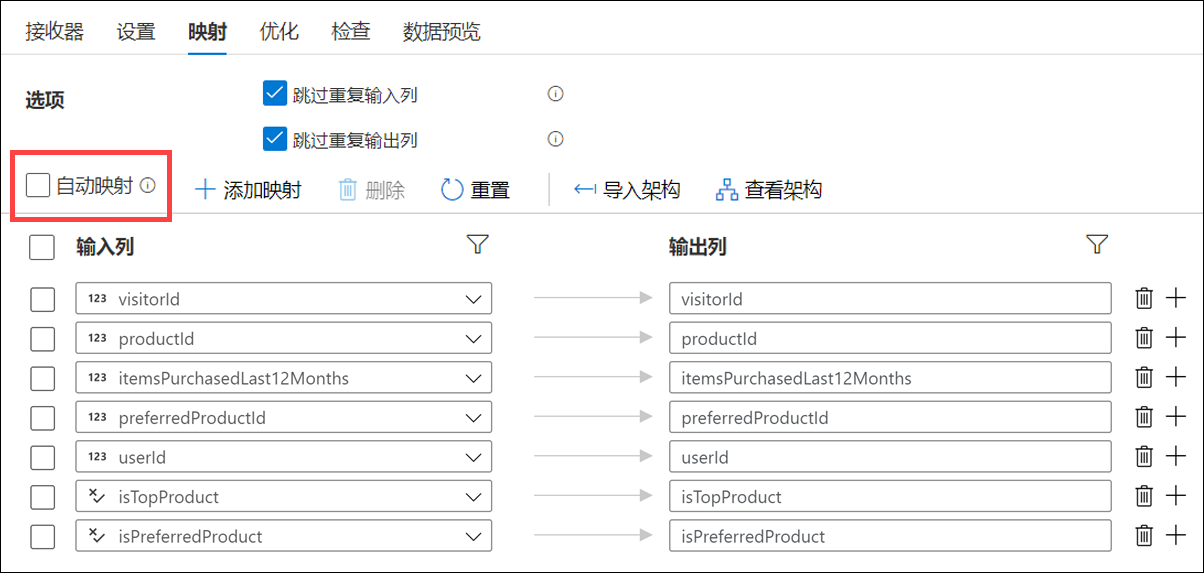 接收器 设置 映射 优化 检查 数据预览
选项
跳过重复输入列
跳过重复输出列
自动映射 添加映射 删除 重置 导入架构 查看架构
输入列 输出列
123 visitorId visitorId
123 productId productId
123 itemsPurchasedLast12Months itemsPurchasedLast12Months
123 preferredProductId preferredProductId
123 userId userId
isTopProduct isTopProduct
isPreferredProduct isPreferredProduct